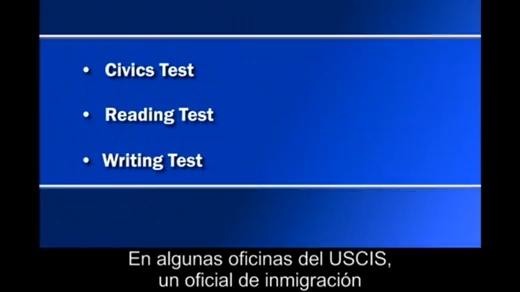 • Civics Test
• Reading Test
• Writing Test
En algunas oficinas del USCIS,
un oficial de inmigración